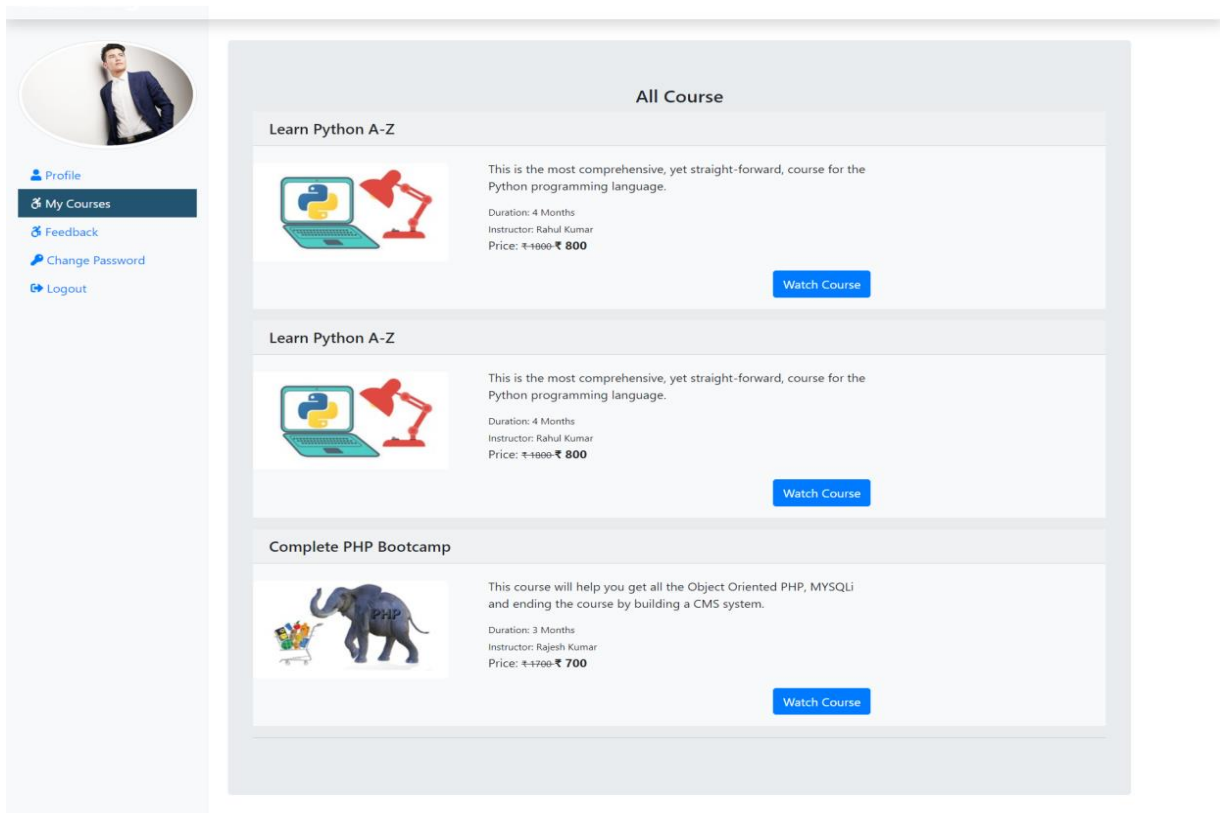 All Course
Profile
My Courses
Feedback
Change Password
Logout
Learn Python A-Z
This is the most comprehensive, yet straight-forward, course for the
Python programming language.
Duration: 4 Months
Instructor: Rahul Kumar
Price: ₹ 1800 ₹ 800
Watch Course
Learn Python A-Z
This is the most comprehensive, yet straight-forward, course for the
Python programming language.
Duration: 4 Months
Instructor: Rahul Kumar
Price: ₹ 1800 ₹ 800
Watch Course
Complete PHP Bootcamp
PHP
This course will help you get all the Object Oriented PHP, MYSQLi
and ending the course by building a CMS system.
Duration: 3 Months
Instructor: Rajesh Kumar
Price: ₹ 1700 ₹ 700
Watch Course